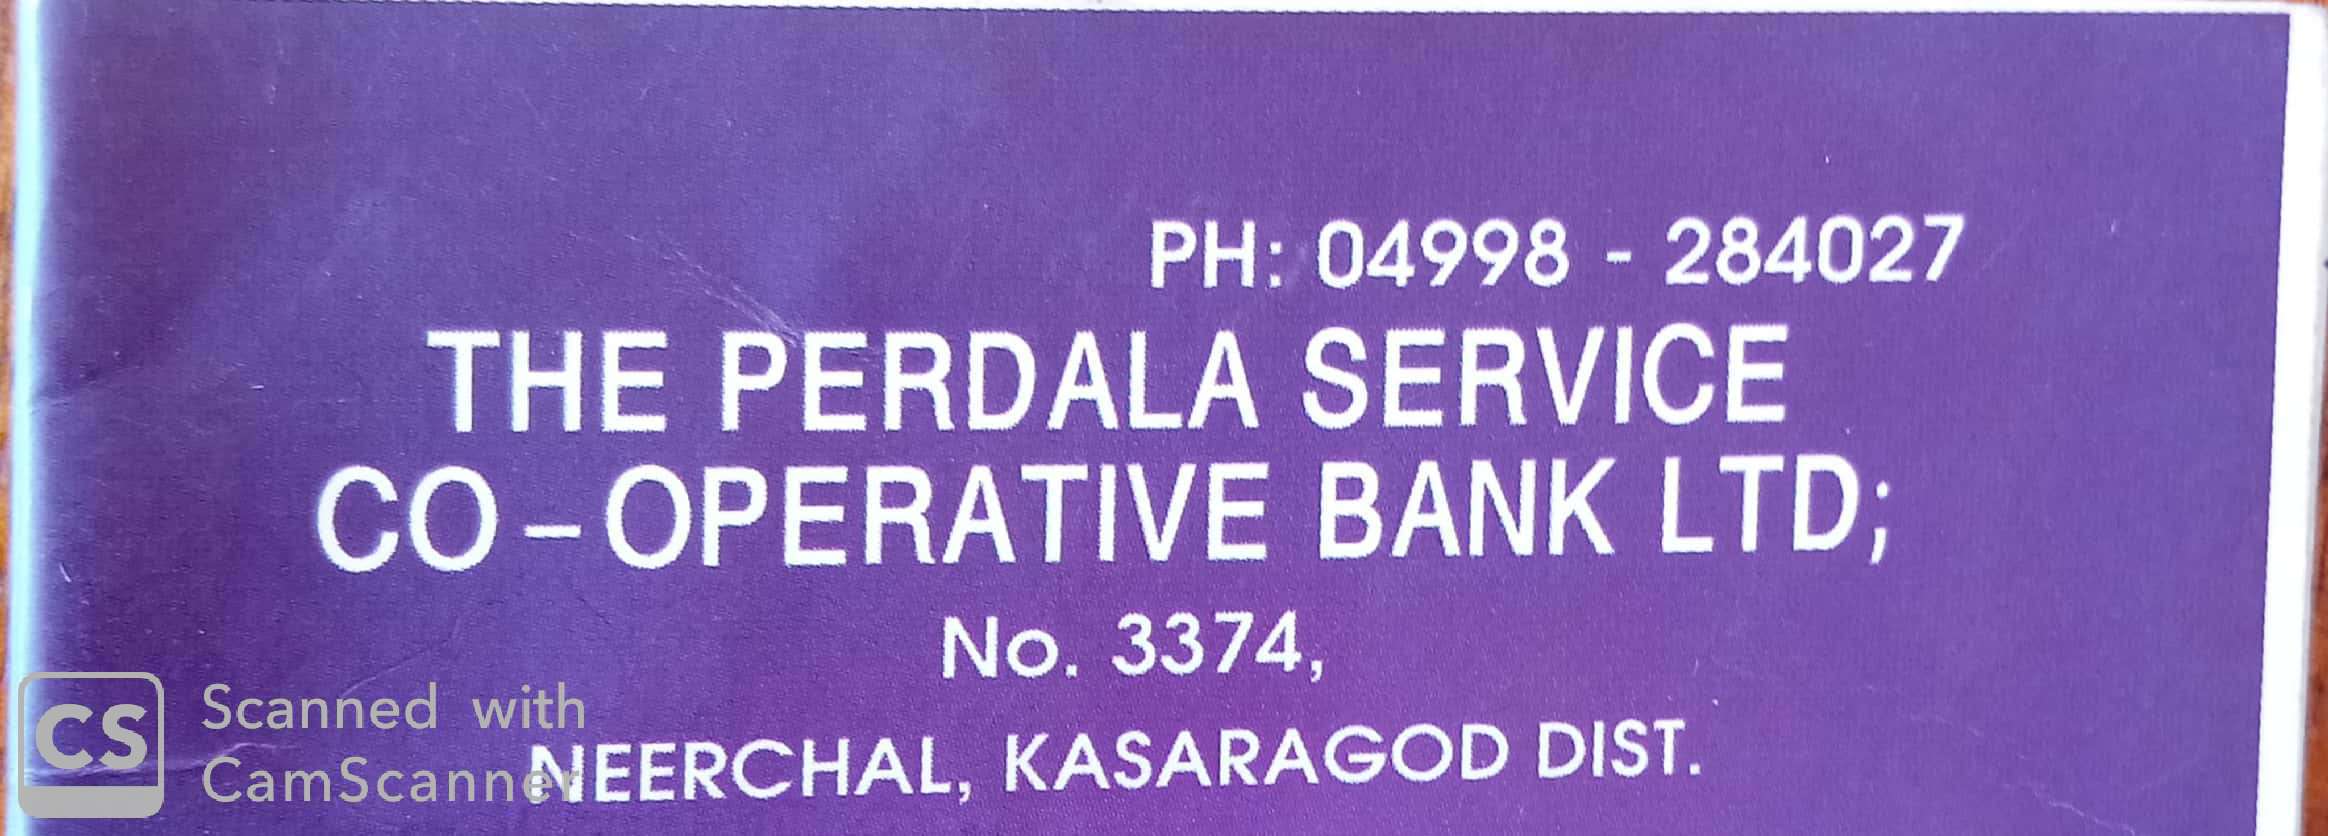 PH: 04998 - 284027
THE PERDALA SERVICE
CO-OPERATIVE BANK LTD;
No. 3374,
NEERCHAL, KASARAGOD DIST.
CS
Scanned with
CamScanner